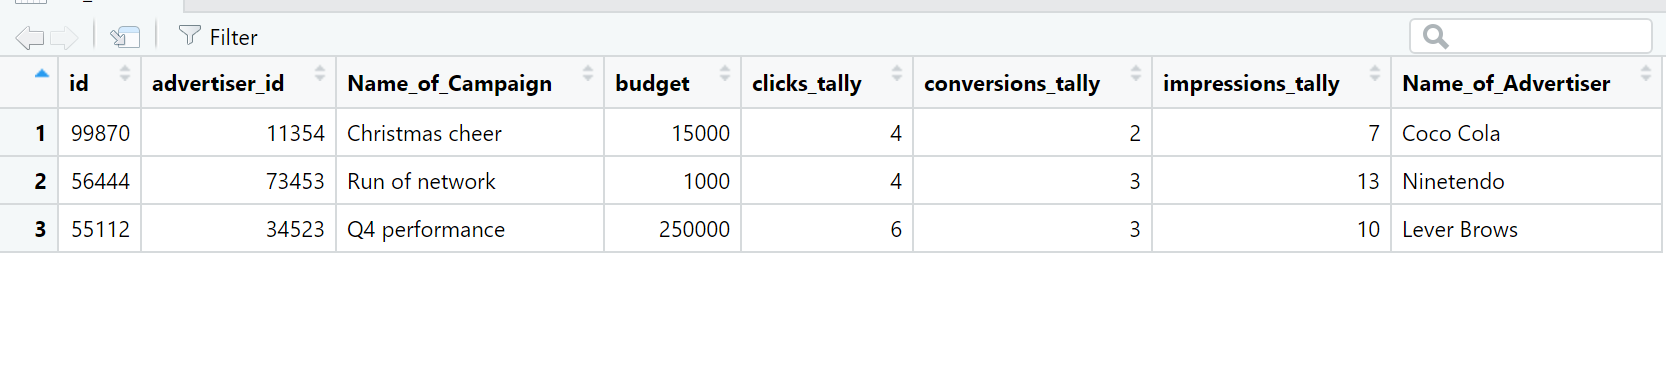 Filter
id advertiser_id Name_of_Campaign budget clicks_tally conversions_tally impressions_tally Name_of_Advertiser
1 99870 11354 Christmas cheer 15000 4 2 7 Coco Cola
2 56444 73453 Run of network 1000 4 3 13 Ninetendo
3 55112 34523 Q4 performance 250000 6 3 10 Lever Brows